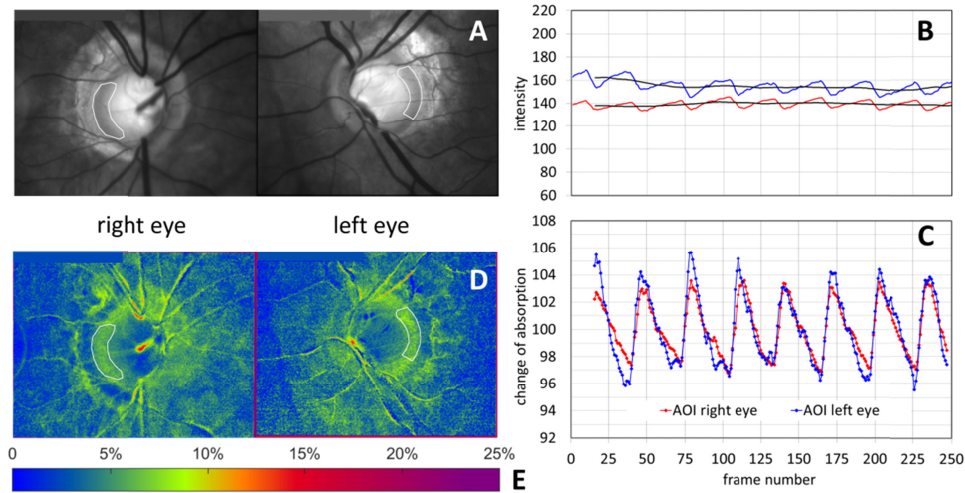 A
right eye
left eye
D
0
5%
10%
15%
20%
25%
E
B
220
200
180
160
140
120
100
80
60
intensity
C
108
106
104
102
100
98
96
94
92
change of absorption
AOI right eye
AOI left eye
0 25 50 75 100 125 150 175 200 225 250
frame number